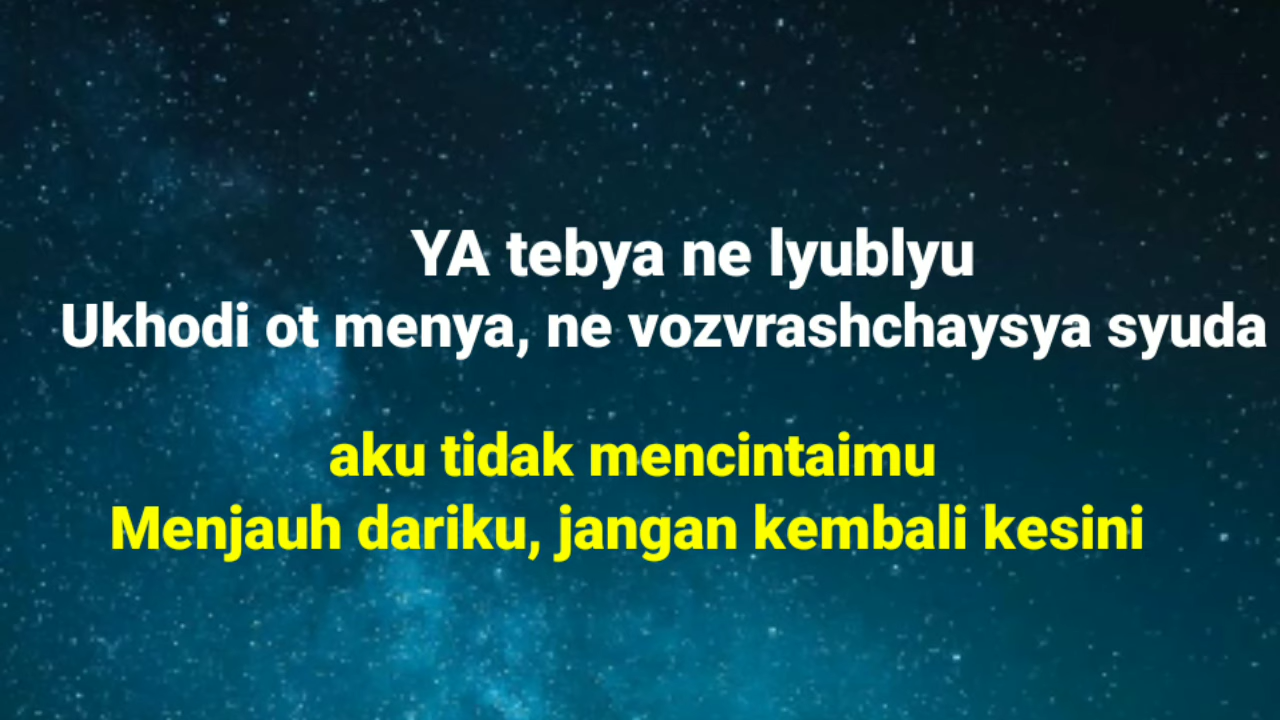 YA tebya ne lyublyu
Ukhodi ot menya, ne vozvrashchaysya syuda
aku tidak mencintaimu
Menjauh dariku, jangan kembali kesini